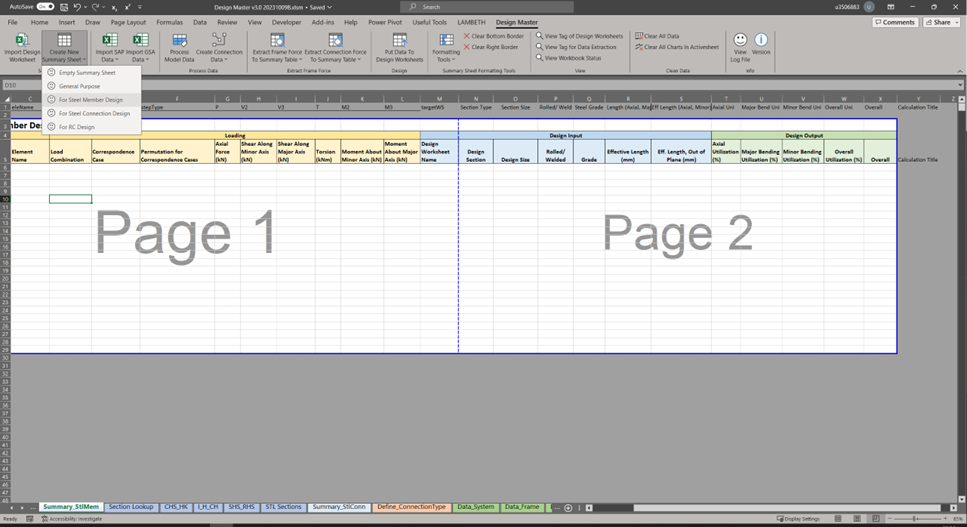 AutoSave On Design Master v3.0 20231009B.xlsm • Saved Search u3506883 U
File Home Insert Draw Page Layout Formulas Data Review View Developer Add-ins Help Power Pivot Useful Tools LAMBETH Design Master Comments Share
Import Design Worksheet
Create New Summary Sheet
Import SAP Data
Import GSA Data
Process Model Data
Create Connection Data
Extract Frame Force To Summary Table
Extract Connection Force To Summary Table
Put Data To Design Worksheets
Formatting Tools
Clear Bottom Border
Clear Right Border
View Tag of Design Worksheets
View Tag for Data Extraction
View Workbook Status
Clear All Data
Clear All Charts in Activesheet
View Log File
Version
Process Data Extract Frame Force Design Summary Sheet Formatting Tools View Clear Data Info
Empty Summary Sheet
General Purpose
For Steel Member Design
For Steel Connection Design
For RC Design
D10
F G H I J K L M N O P Q R S T U V W X Y Z
eleName stepType P V2 V3 T M2 M3 targetWS Section Type Section Size Rolled/ Weld Steel Grade Length (Axial, Maj Eff Length (Axial, Minor Axial Uni Major Bend Uni Minor Bend Uni Overall Overall Calculation Title
mber De
Loading Design Input Design Output
Element Name
Load Combination
Correspondence Case
Permutation for Correspondence Cases
Axial Force (kN)
Shear Along Minor Axis (kN)
Shear Along Major Axis (kN)
Torsion (kNm)
Moment About Minor Axis (kN)
Moment About Major Axis (kN)
Design Worksheet Name
Design Section
Design Size
Rolled/ Welded
Grade
Effective Length (mm)
Eff. Length, Out of Plane (mm)
Axial Utilization (%)
Major Bending Utilization (%)
Minor Bending Utilization (%)
Overall Utilization (%)
Overall
Calculation Title
Page 1
Page 2
Summary_StlMem Section Lookup CHS_HK I_H_CH SHS_RHS STL Sections Summary_StlConn Define_ConnectionType Data_System Data_Frame
Ready Accessibility: Investigate Display Settings 85%